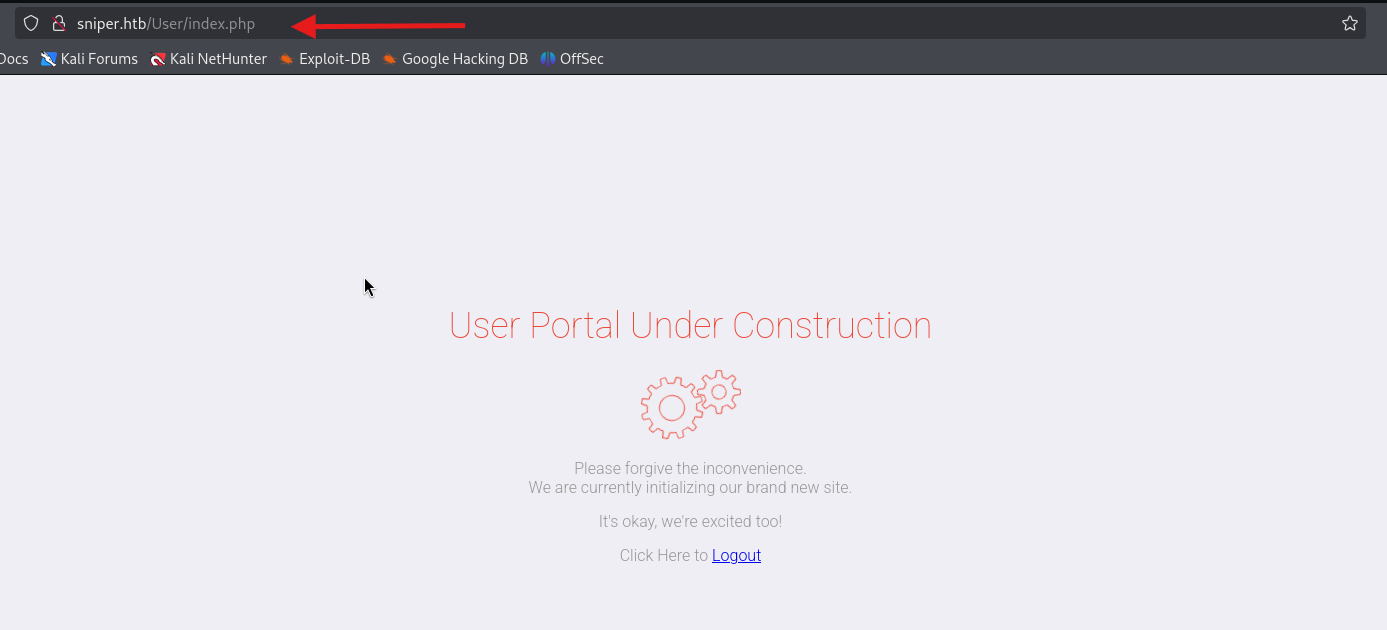 sniper.htb/User/index.php
Docs Kali Forums Kali NetHunter Exploit-DB Google Hacking DB OffSec
User Portal Under Construction
Please forgive the inconvenience.
We are currently initializing our brand new site.
It's okay, we're excited too!
Click Here to Logout